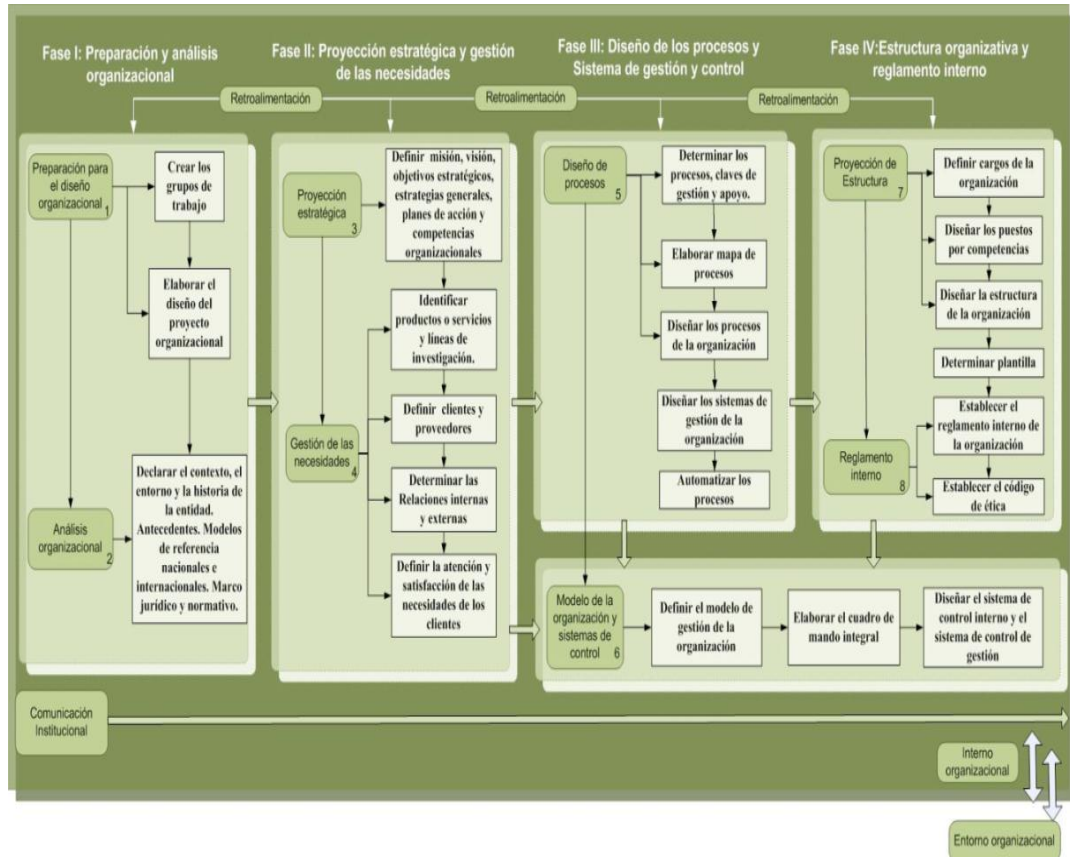 Fase I: Preparación y análisis
organizacional
Fase II: Proyección estratégica y gestión
de las necesidades
Fase III: Diseño de los procesos y
Sistema de gestión y control
Fase IV:Estructura organizativa y
reglamento interno
Retroalimentación
Retroalimentación
Retroalimentación
Preparación para
el diseño
organizacional
1
Crear los
grupos de
trabajo
Elaborar el
diseño del
proyecto
organizacional
Análisis
organizacional
2
Declarar el contexto, el
entorno y la historia de
la entidad.
Antecedentes. Modelos
de referencia
nacionales e
internacionales. Marco
jurídico y normativo.
Proyección
estratégica
3
Definir misión, visión,
objetivos estratégicos,
estrategias generales,
planes de acción y
competencias
organizacionales
Identificar
productos o servicios
y líneas de
investigación.
Gestión de las
necesidades
4
Definir clientes y
proveedores
Determinar las
Relaciones internas
y externas
Definir la atención y
satisfacción de las
necesidades de los
clientes
Diseño de
procesos
5
Determinar los
procesos, claves de
gestión y apoyo.
Elaborar mapa de
procesos
Diseñar los procesos
de la organización
Diseñar los sistemas de
gestión de la
organización
Automatizar los
procesos
Proyección de
Estructura
7
Definir cargos de la
organización
Diseñar los puestos
por competencias
Diseñar la estructura
de la organización
Determinar plantilla
Reglamento
interno
8
Establecer el
reglamento interno de
la organización
Establecer el código
de ética
Modelo de la
organización y
sistemas de
control
6
Definir el modelo de
gestión de la
organización
Elaborar el cuadro de
mando integral
Diseñar el sistema de
control interno y el
sistema de control de
gestión
Comunicación
Institucional
Interno
organizacional
Entorno organizacional